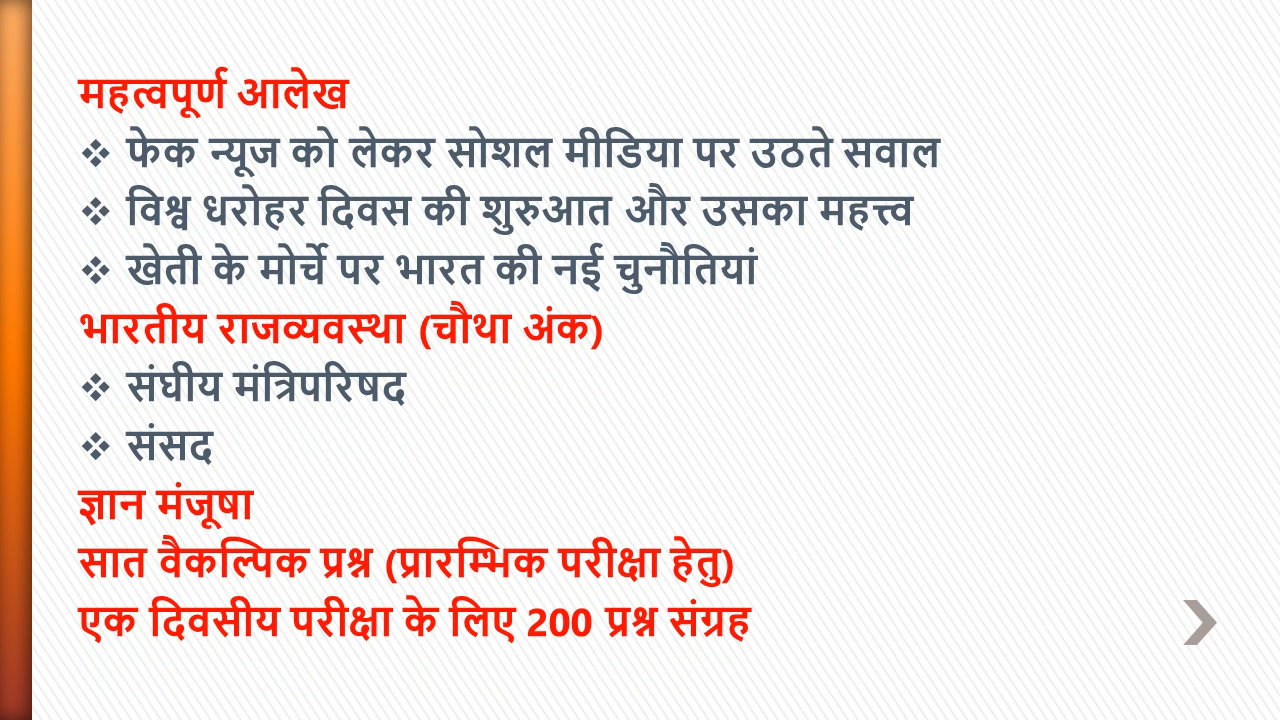 महत्वपूर्ण आलेख
❖ फेक न्यूज को लेकर सोशल मीडिया पर उठते सवाल
❖ विश्व धरोहर दिवस की शुरुआत और उसका महत्त्व
❖ खेती के मोर्चे पर भारत की नई चुनौतियां
भारतीय राजव्यवस्था (चौथा अंक)
❖ संघीय मंत्रिपरिषद
❖ संसद
ज्ञान मंजूषा
सात वैकल्पिक प्रश्न (प्रारम्भिक परीक्षा हेतु)
एक दिवसीय परीक्षा के लिए 200 प्रश्न संग्रह